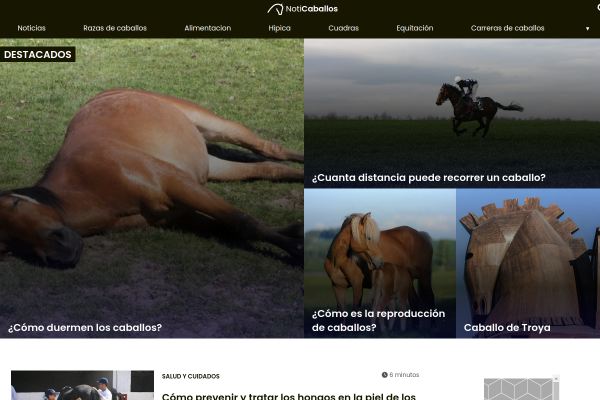 NotiCaballos
Noticias Razas de caballos Alimentacion Hípica Cuadras Equitación Carreras de caballos
DESTACADOS
¿Cuanta distancia puede recorrer un caballo?
¿Cómo duermen los caballos?
¿Cómo es la reproducción
de caballos?
Caballo de Troya
SALUD Y CUIDADOS 6 minutos
Cómo prevenir y tratar los hongos en la piel de los